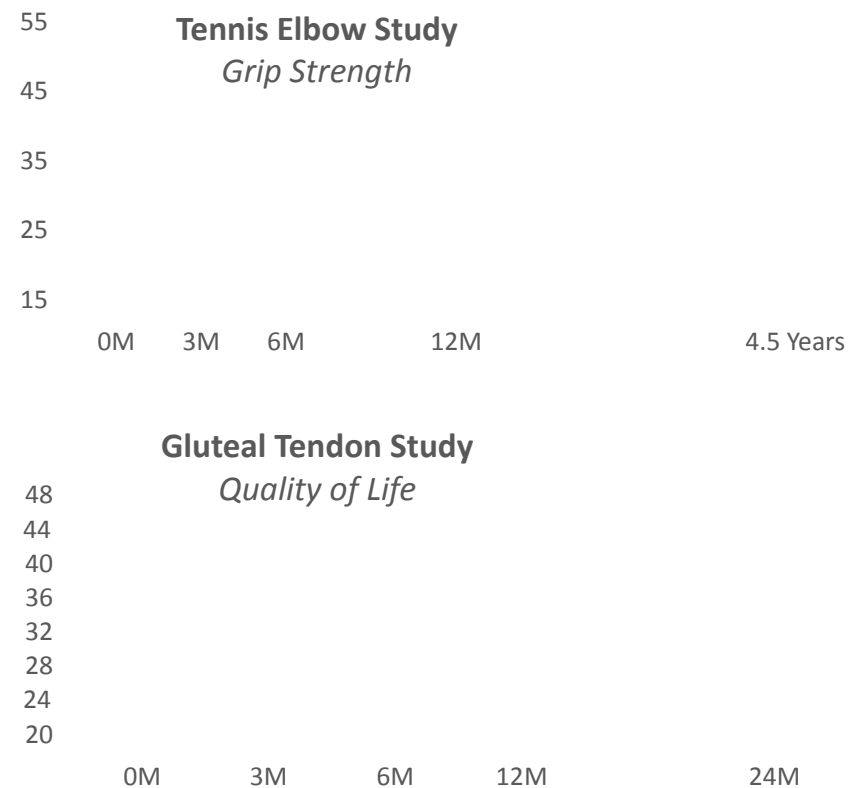 Tennis Elbow Study
Grip Strength
55
45
35
25
15
0M 3M 6M 12M 4.5 Years
Gluteal Tendon Study
Quality of Life
48
44
40
36
32
28
24
20
0M 3M 6M 12M 24M